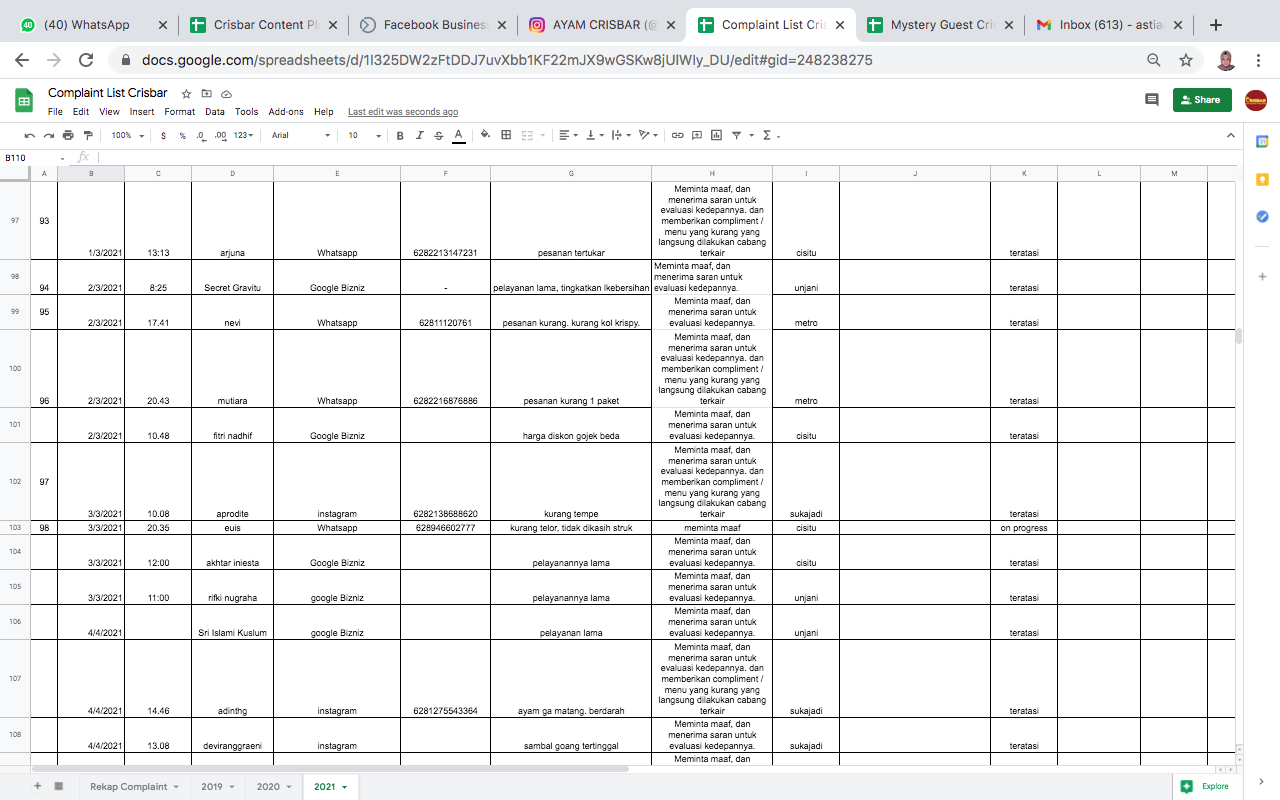 40 (40) WhatsApp
Crisbar Content Pl
Facebook Business
AYAM CRISBAR (@
Complaint List Cris
Mystery Guest Cris
Inbox (613) - astia
docs.google.com/spreadsheets/d/1I325DW2zFtDDJ7uvXbb1KF22mJX9wGSKw8jUIWIy_DU/edit#gid=248238275
Complaint List Crisbar
File Edit View Insert Format Data Tools Add-ons Help Last edit was seconds ago
Share
100% $ % .0 .00 123 Arial 10 B I S A
B110 fx
A B C D E F G H I J K L M
Meminta maaf, dan
menerima saran untuk
evaluasi kedepannya. dan
memberikan compliment /
menu yang kurang yang
langsung dilakukan cabang
97 93 1/3/2021 13:13 arjuna Whatsapp 6282213147231 pesanan tertukar terkair cisitu teratasi
Meminta maaf, dan
menerima saran untuk
98 94 2/3/2021 8:25 Secret Gravitu Google Bizniz - pelayanan lama, tingkatkan lkebersihan evaluasi kedepannya. unjani teratasi
Meminta maaf, dan
menerima saran untuk
99 95 2/3/2021 17.41 nevi Whatsapp 62811120761 pesanan kurang. kurang kol krispy. evaluasi kedepannya. metro teratasi
Meminta maaf, dan
menerima saran untuk
evaluasi kedepannya. dan
memberikan compliment /
menu yang kurang yang
langsung dilakukan cabang
100 96 2/3/2021 20.43 mutiara Whatsapp 6282216876886 pesanan kurang 1 paket terkair metro teratasi
Meminta maaf, dan
menerima saran untuk
101 2/3/2021 10.48 fitri nadhif Google Bizniz harga diskon gojek beda evaluasi kedepannya. cisitu teratasi
Meminta maaf, dan
menerima saran untuk
evaluasi kedepannya. dan
memberikan compliment /
menu yang kurang yang
langsung dilakukan cabang
102 97 3/3/2021 10.08 aprodite instagram 6282138688620 kurang tempe terkair sukajadi teratasi
103 98 3/3/2021 20.35 euis Whatsapp 628946602777 kurang telor, tidak dikasih struk meminta maaf cisitu on progress
Meminta maaf, dan
menerima saran untuk
104 3/3/2021 12:00 akhtar iniesta Google Bizniz pelayanannya lama evaluasi kedepannya. cisitu teratasi
Meminta maaf, dan
menerima saran untuk
105 3/3/2021 11:00 rifki nugraha google Bizniz pelayanannya lama evaluasi kedepannya. unjani teratasi
Meminta maaf, dan
menerima saran untuk
106 4/4/2021 Sri Islami Kuslum google Bizniz pelayanan lama evaluasi kedepannya. unjani teratasi
Meminta maaf, dan
menerima saran untuk
evaluasi kedepannya. dan
memberikan compliment /
menu yang kurang yang
langsung dilakukan cabang
107 4/4/2021 14.46 adinthg instagram 6281275543364 ayam ga matang. berdarah terkair sukajadi teratasi
Meminta maaf, dan
menerima saran untuk
108 4/4/2021 13.08 deviranggraeni instagram sambal goang tertinggal evaluasi kedepannya. sukajadi teratasi
Meminta maaf, dan
Rekap Complaint 2019 2020 2021 Explore